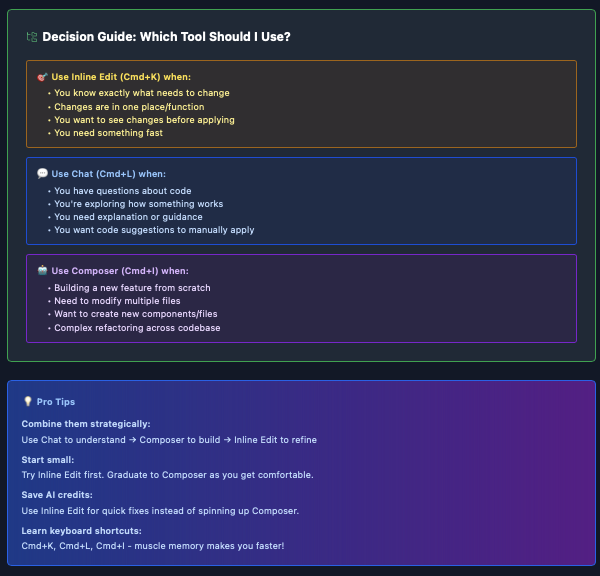 Decision Guide: Which Tool Should I Use?
Use Inline Edit (Cmd+K) when:
• You know exactly what needs to change
• Changes are in one place/function
• You want to see changes before applying
• You need something fast
Use Chat (Cmd+L) when:
• You have questions about code
• You're exploring how something works
• You need explanation or guidance
• You want code suggestions to manually apply
Use Composer (Cmd+I) when:
• Building a new feature from scratch
• Need to modify multiple files
• Want to create new components/files
• Complex refactoring across codebase
Pro Tips
Combine them strategically:
Use Chat to understand → Composer to build → Inline Edit to refine
Start small:
Try Inline Edit first. Graduate to Composer as you get comfortable.
Save AI credits:
Use Inline Edit for quick fixes instead of spinning up Composer.
Learn keyboard shortcuts:
Cmd+K, Cmd+L, Cmd+I - muscle memory makes you faster!